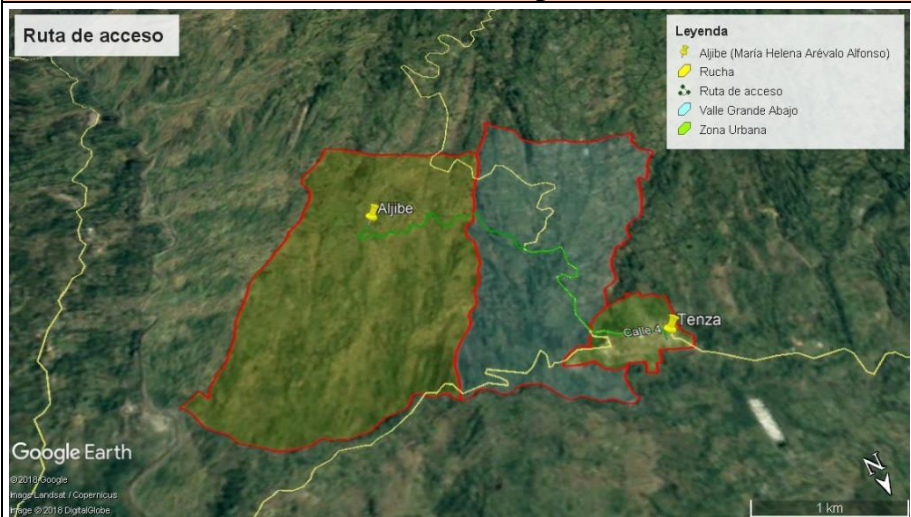 Ruta de acceso
Leyenda
Aljibe (María Helena Arévalo Alfonso)
Rucha
Ruta de acceso
Valle Grande Abajo
Zona Urbana
Aljibe
Tenza
Calle 4
Google Earth
©2018 Google
Image Landsat / Copernicus
Image © 2018 DigitalGlobe
N
1 km